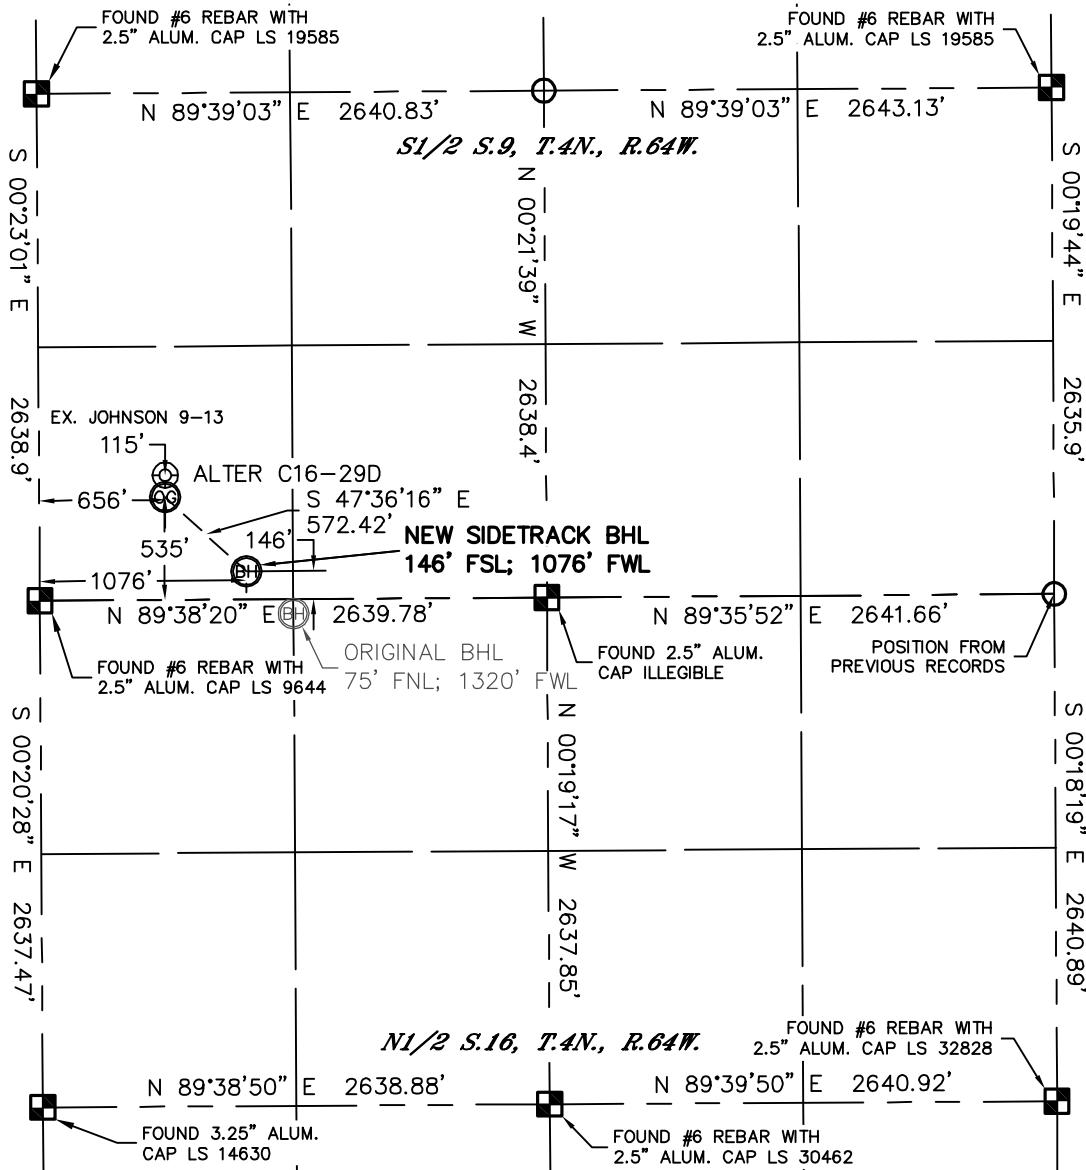 FOUND #6 REBAR WITH
2.5" ALUM. CAP LS 19585
FOUND #6 REBAR WITH
2.5" ALUM. CAP LS 19585
N 89°39'03" E 2640.83'
N 89°39'03" E 2643.13'
S1/2 S.9, T.4N., R.64W.
S 00°23'01" E 2638.9'
N 00°21'39" W 2638.4'
S 00°19'44" E 2635.9'
EX. JOHNSON 9-13
115'
ALTER C16-29D
OG
656'
S 47°36'16" E
572.42'
535'
146'
NEW SIDETRACK BHL
146' FSL; 1076' FWL
BH
1076'
N 89°38'20" E 2639.78'
N 89°35'52" E 2641.66'
BH
ORIGINAL BHL
75' FNL; 1320' FWL
FOUND #6 REBAR WITH
2.5" ALUM. CAP LS 9644
FOUND 2.5" ALUM.
CAP ILLEGIBLE
POSITION FROM
PREVIOUS RECORDS
S 00°20'28" E 2637.47'
N 00°19'17" W 2637.85'
S 00°18'19" E 2640.89'
N1/2 S.16, T.4N., R.64W.
FOUND #6 REBAR WITH
2.5" ALUM. CAP LS 32828
N 89°38'50" E 2638.88'
N 89°39'50" E 2640.92'
FOUND 3.25" ALUM.
CAP LS 14630
FOUND #6 REBAR WITH
2.5" ALUM. CAP LS 30462